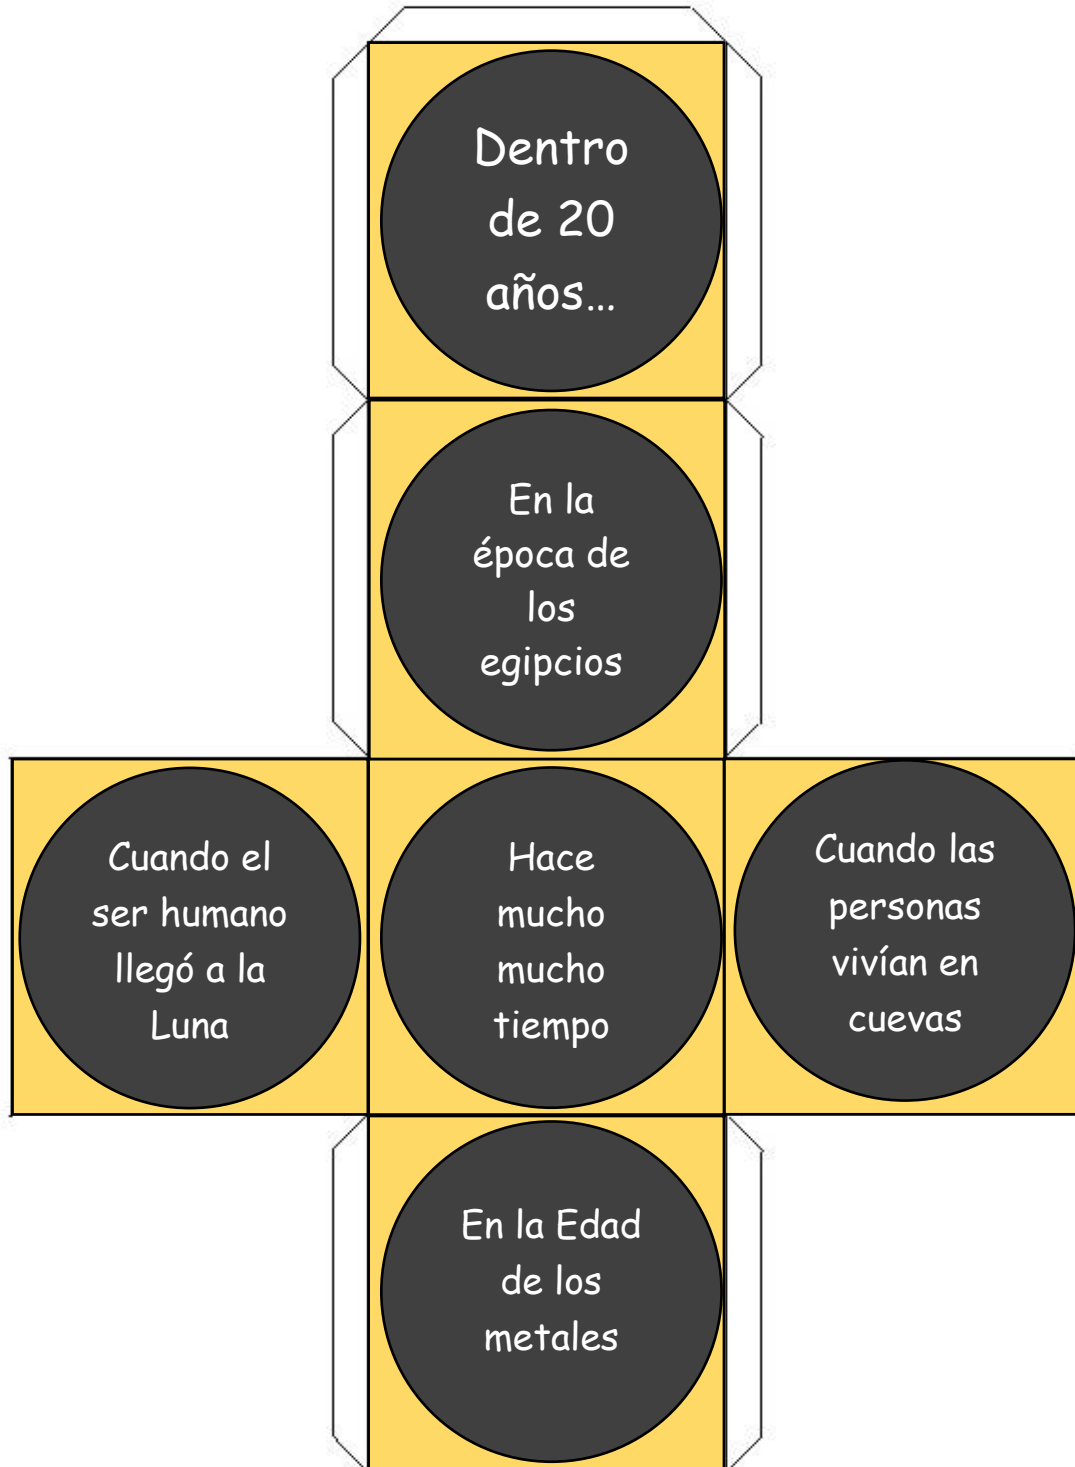 Dentro
de 20
años...
En la
época de
los
egipcios
Cuando el
ser humano
llegó a la
Luna
Hace
mucho
mucho
tiempo
Cuando las
personas
vivían en
cuevas
En la Edad
de los
metales